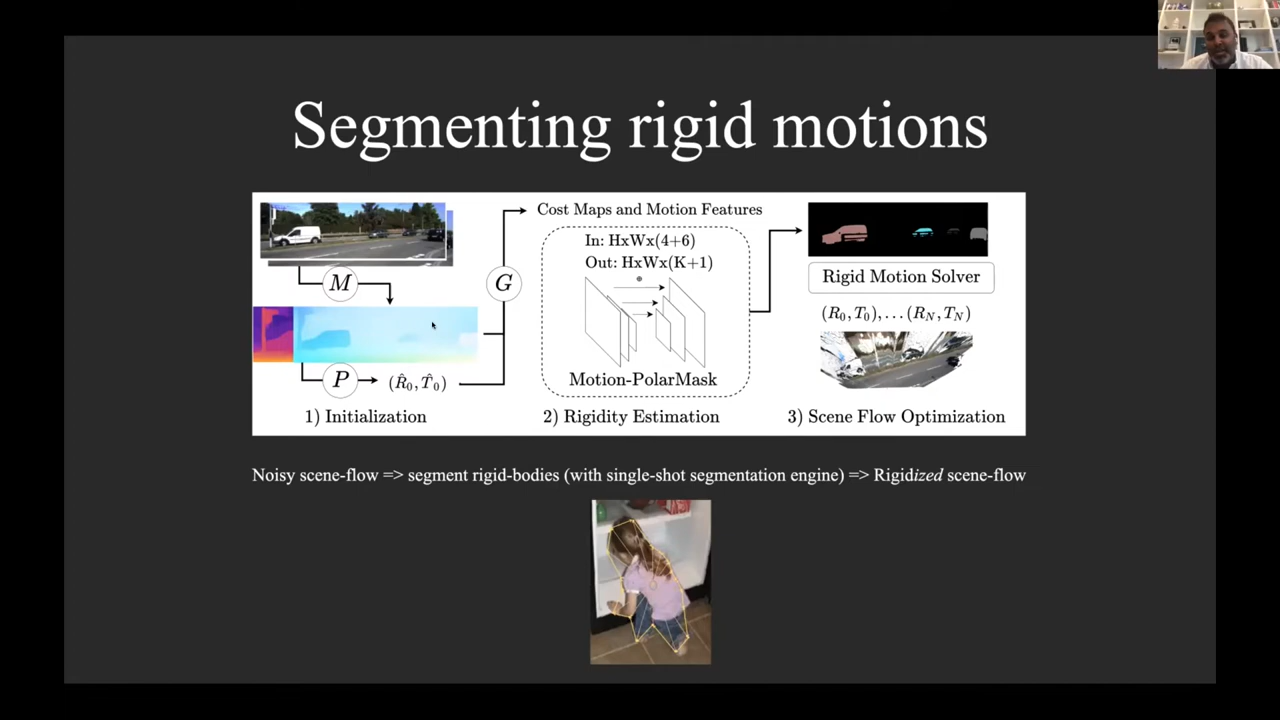 Segmenting rigid motions
M
P
(R̂₀, T̂₀)
1) Initialization
G
Cost Maps and Motion Features
In: HxWx(4+6)
Out: HxWx(K+1)
Motion-PolarMask
2) Rigidity Estimation
Rigid Motion Solver
(R₀, T₀), . . . (R_N, T_N)
3) Scene Flow Optimization
Noisy scene-flow => segment rigid-bodies (with single-shot segmentation engine) => Rigidized scene-flow